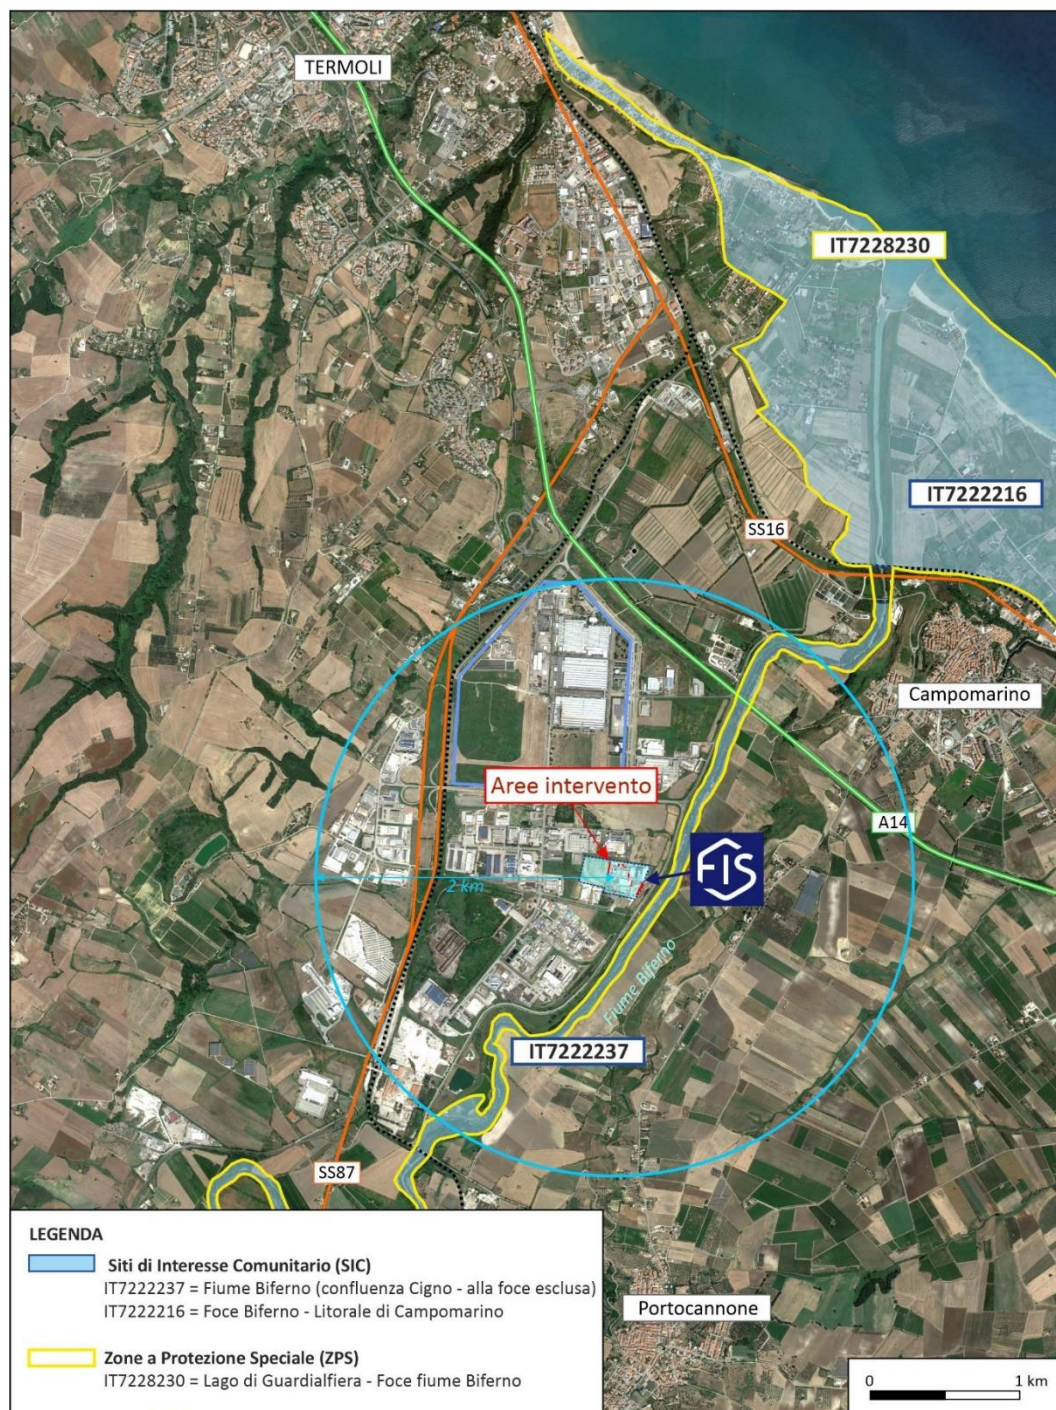 TERMOLI
IT7228230
IT7222216
SS16
Campomarino
Aree intervento
A14
FIS
2 km
Fiume Biferno
IT7222237
SS87
Portocannone
LEGENDA
Siti di Interesse Comunitario (SIC)
IT7222237 = Fiume Biferno (confluenza Cigno - alla foce esclusa)
IT7222216 = Foce Biferno - Litorale di Campomarino
Zone a Protezione Speciale (ZPS)
IT7228230 = Lago di Guardialfiera - Foce fiume Biferno
0 1 km